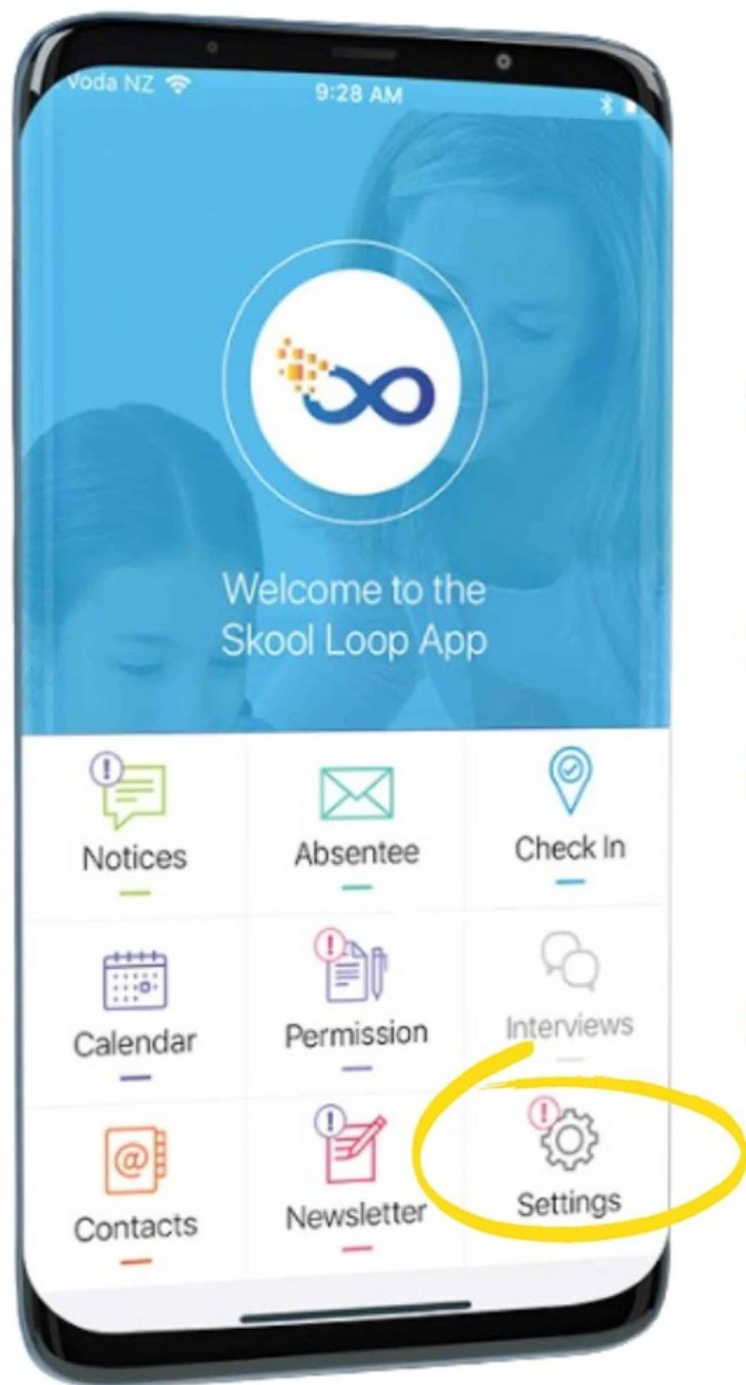 Voda NZ
9:28 AM
Welcome to the
Skool Loop App
Notices
Absentee
Check In
Calendar
Permission
Interviews
Contacts
Newsletter
Settings